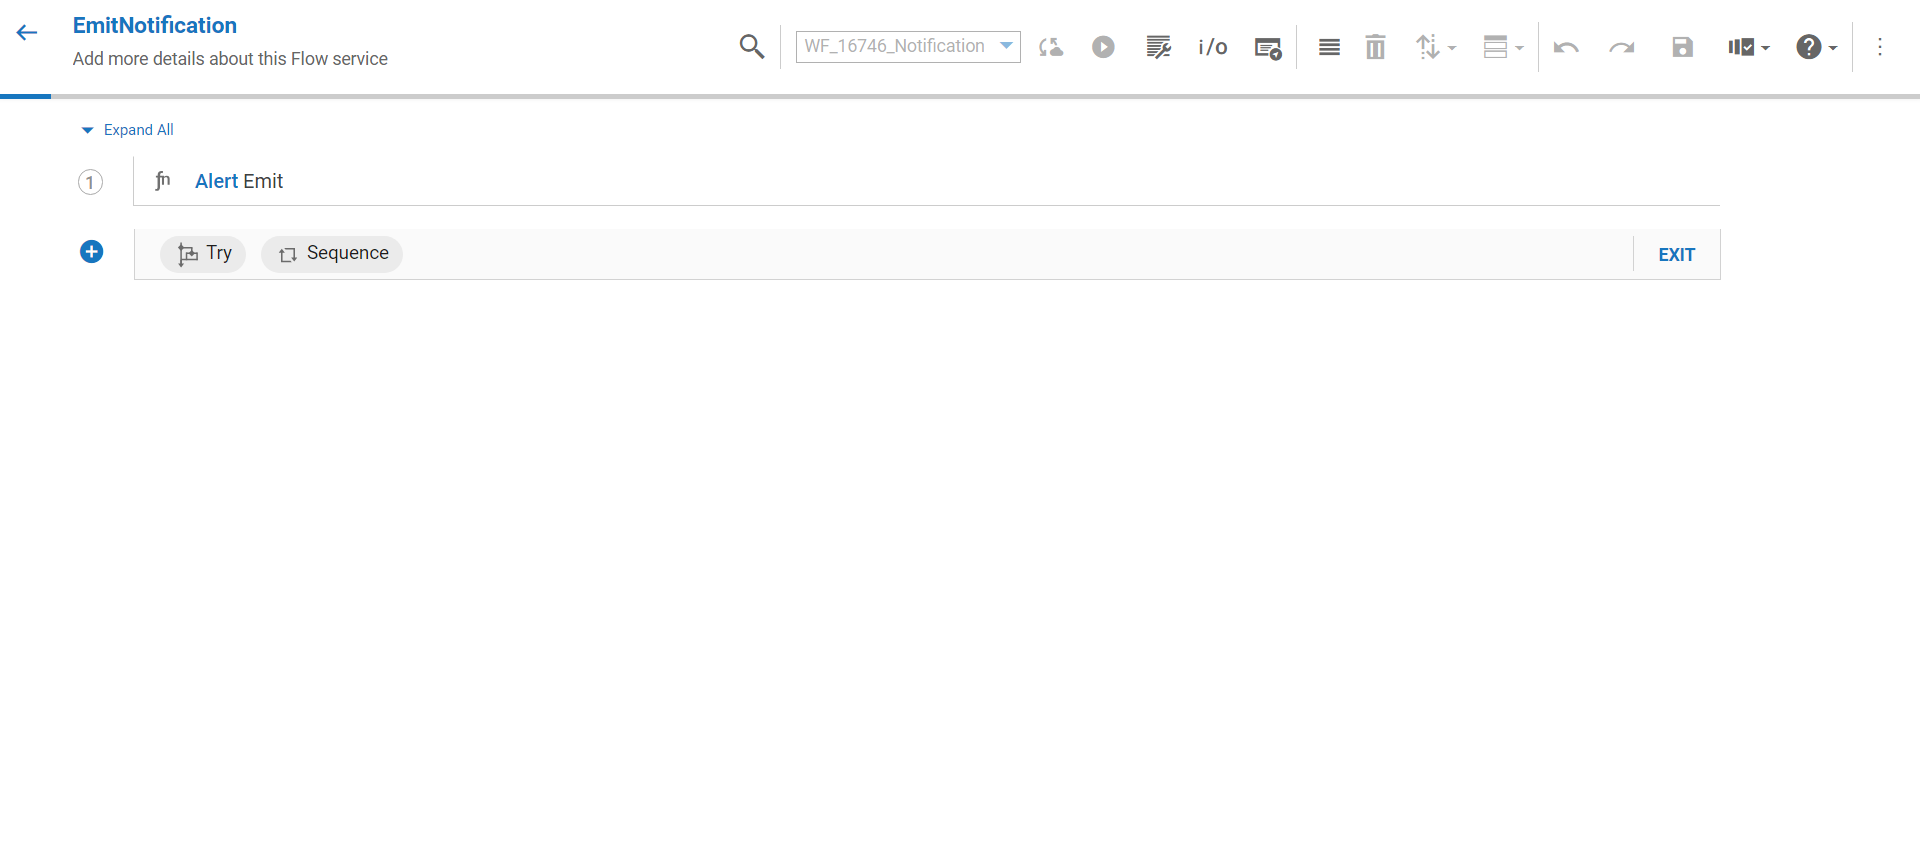 EmitNotification
Add more details about this Flow service
WF_16746_Notification
i/o
?
Expand All
1
fn Alert Emit
Try
Sequence
EXIT